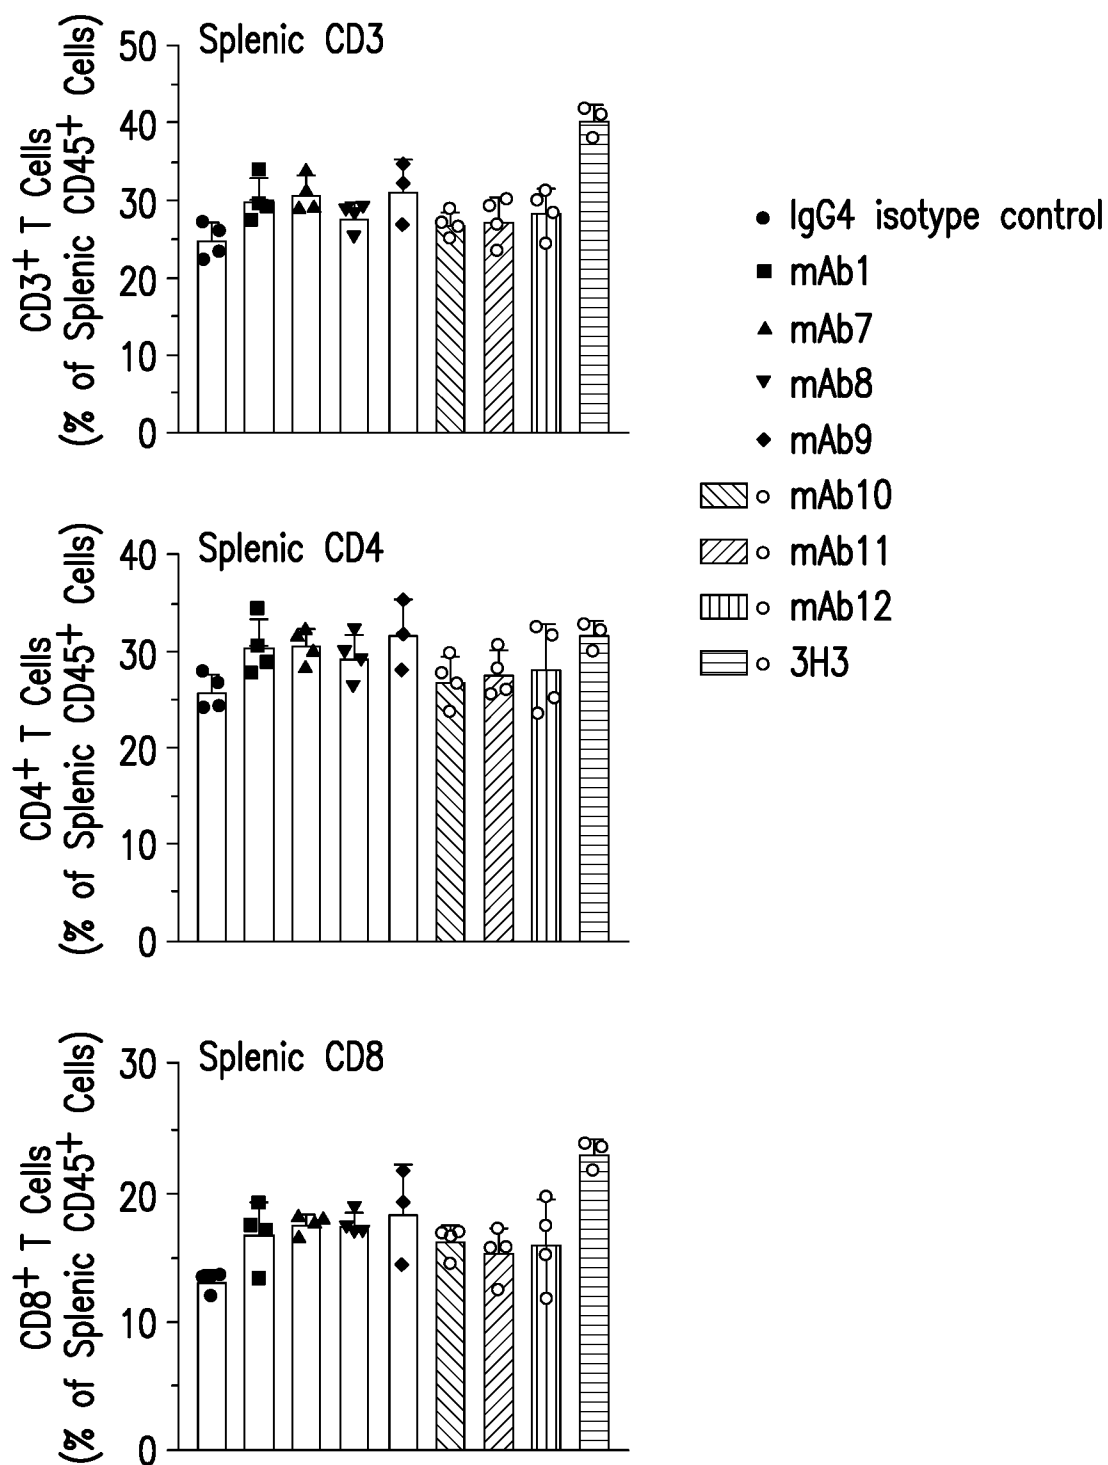 Splenic CD3
CD3+ T Cells
(% of Splenic CD45+ Cells)
50
40
30
20
10
0
IgG4 isotype control
mAb1
mAb7
mAb8
mAb9
mAb10
mAb11
mAb12
3H3
Splenic CD4
CD4+ T Cells
(% of Splenic CD45+ Cells)
40
30
20
10
0
Splenic CD8
CD8+ T Cells
(% of Splenic CD45+ Cells)
30
20
10
0